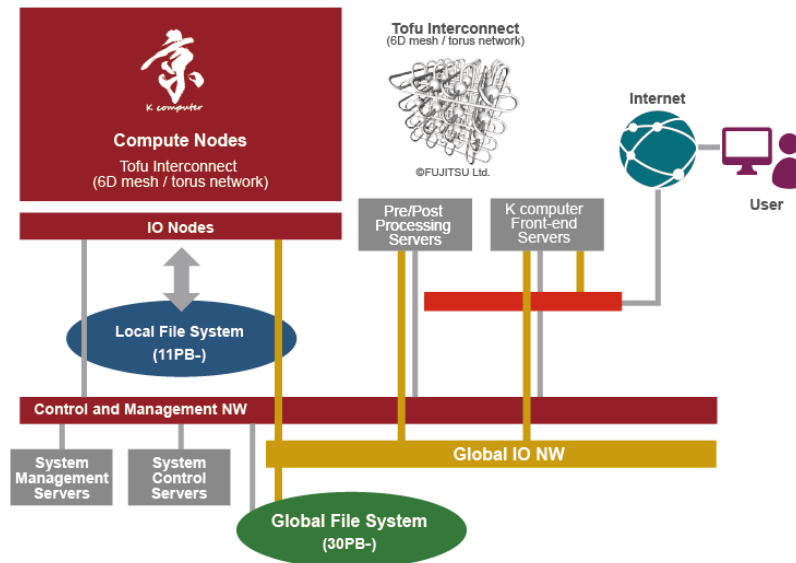 京
K computer
Compute Nodes
Tofu Interconnect
(6D mesh / torus network)
IO Nodes
Tofu Interconnect
(6D mesh / torus network)
©FUJITSU Ltd.
Internet
User
Pre/Post
Processing
Servers
K computer
Front-end
Servers
Local File System
(11PB-)
Control and Management NW
Global IO NW
System
Management
Servers
System
Control
Servers
Global File System
(30PB-)